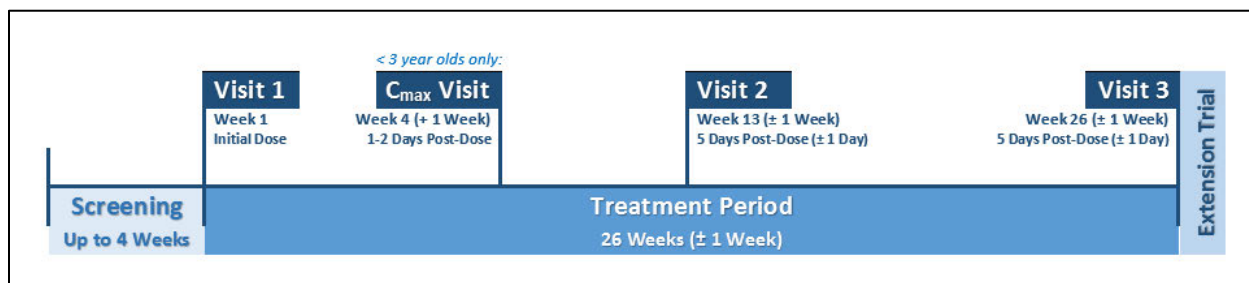 < 3 year olds only:
Visit 1
Week 1
Initial Dose
Cmax Visit
Week 4 (+ 1 Week)
1-2 Days Post-Dose
Visit 2
Week 13 (± 1 Week)
5 Days Post-Dose (± 1 Day)
Visit 3
Week 26 (± 1 Week)
5 Days Post-Dose (± 1 Day)
Extension Trial
Screening
Up to 4 Weeks
Treatment Period
26 Weeks (± 1 Week)